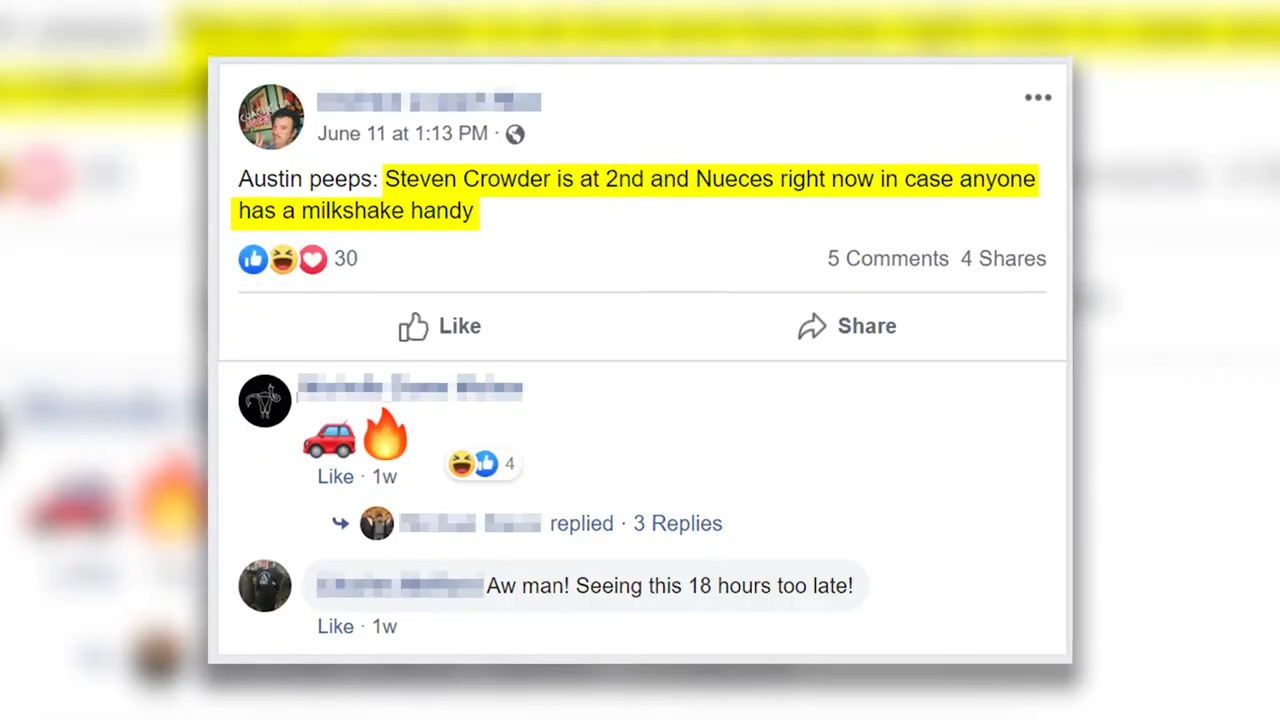 June 11 at 1:13 PM ·
Austin peeps: Steven Crowder is at 2nd and Nueces right now in case anyone
has a milkshake handy
30
5 Comments 4 Shares
Like Share
Like · 1w
4
replied · 3 Replies
Aw man! Seeing this 18 hours too late!
Like · 1w